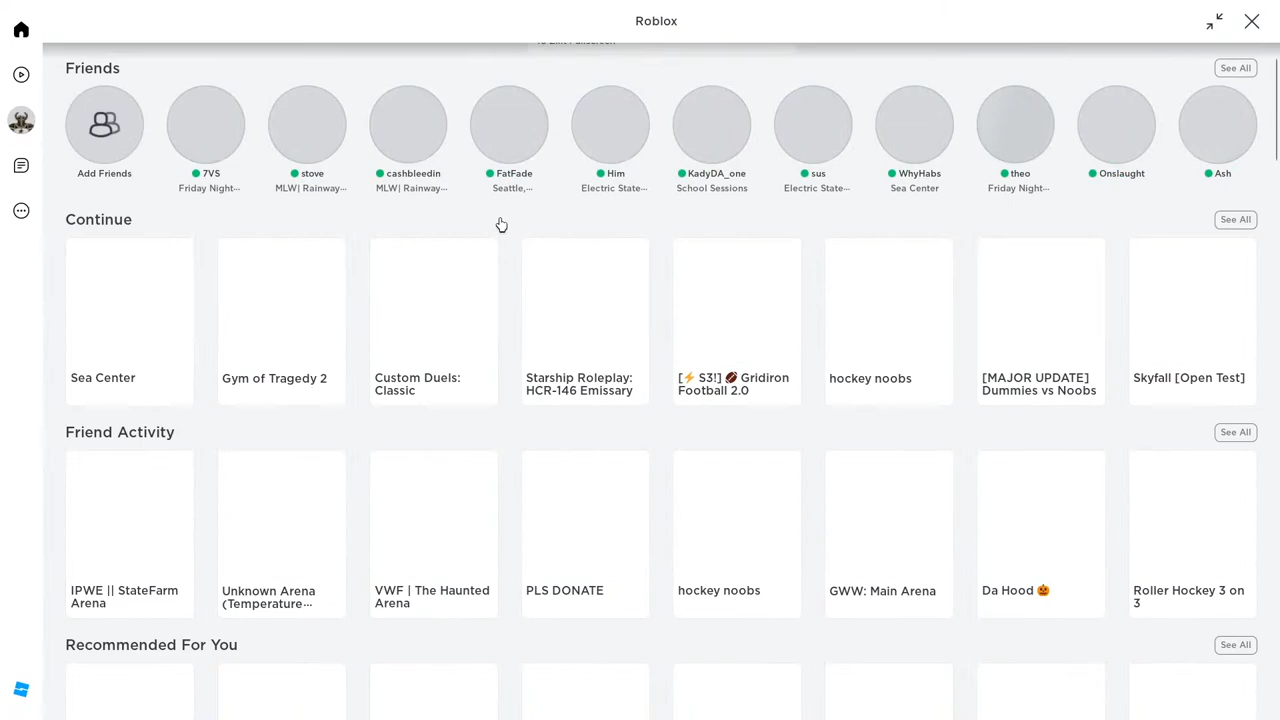 Roblox
To Exit Fullscreen
Friends
See All
Add Friends
7VS
stove
cashbleedin
FatFade
Him
KadyDA_one
sus
WhyHabs
theo
Onslaught
Ash
Friday Night...
MLW| Rainway...
MLW| Rainway...
Seattle,...
Electric State...
School Sessions
Electric State...
Sea Center
Friday Night...
Continue
See All
Sea Center
Gym of Tragedy 2
Custom Duels:
Classic
Starship Roleplay:
HCR-146 Emissary
[⚡ S3!] 🏈 Gridiron
Football 2.0
hockey noobs
[MAJOR UPDATE]
Dummies vs Noobs
Skyfall [Open Test]
Friend Activity
See All
IPWE || StateFarm
Arena
Unknown Arena
(Temperature...
VWF | The Haunted
Arena
PLS DONATE
hockey noobs
GWW: Main Arena
Da Hood 🎃
Roller Hockey 3 on
3
Recommended For You
See All